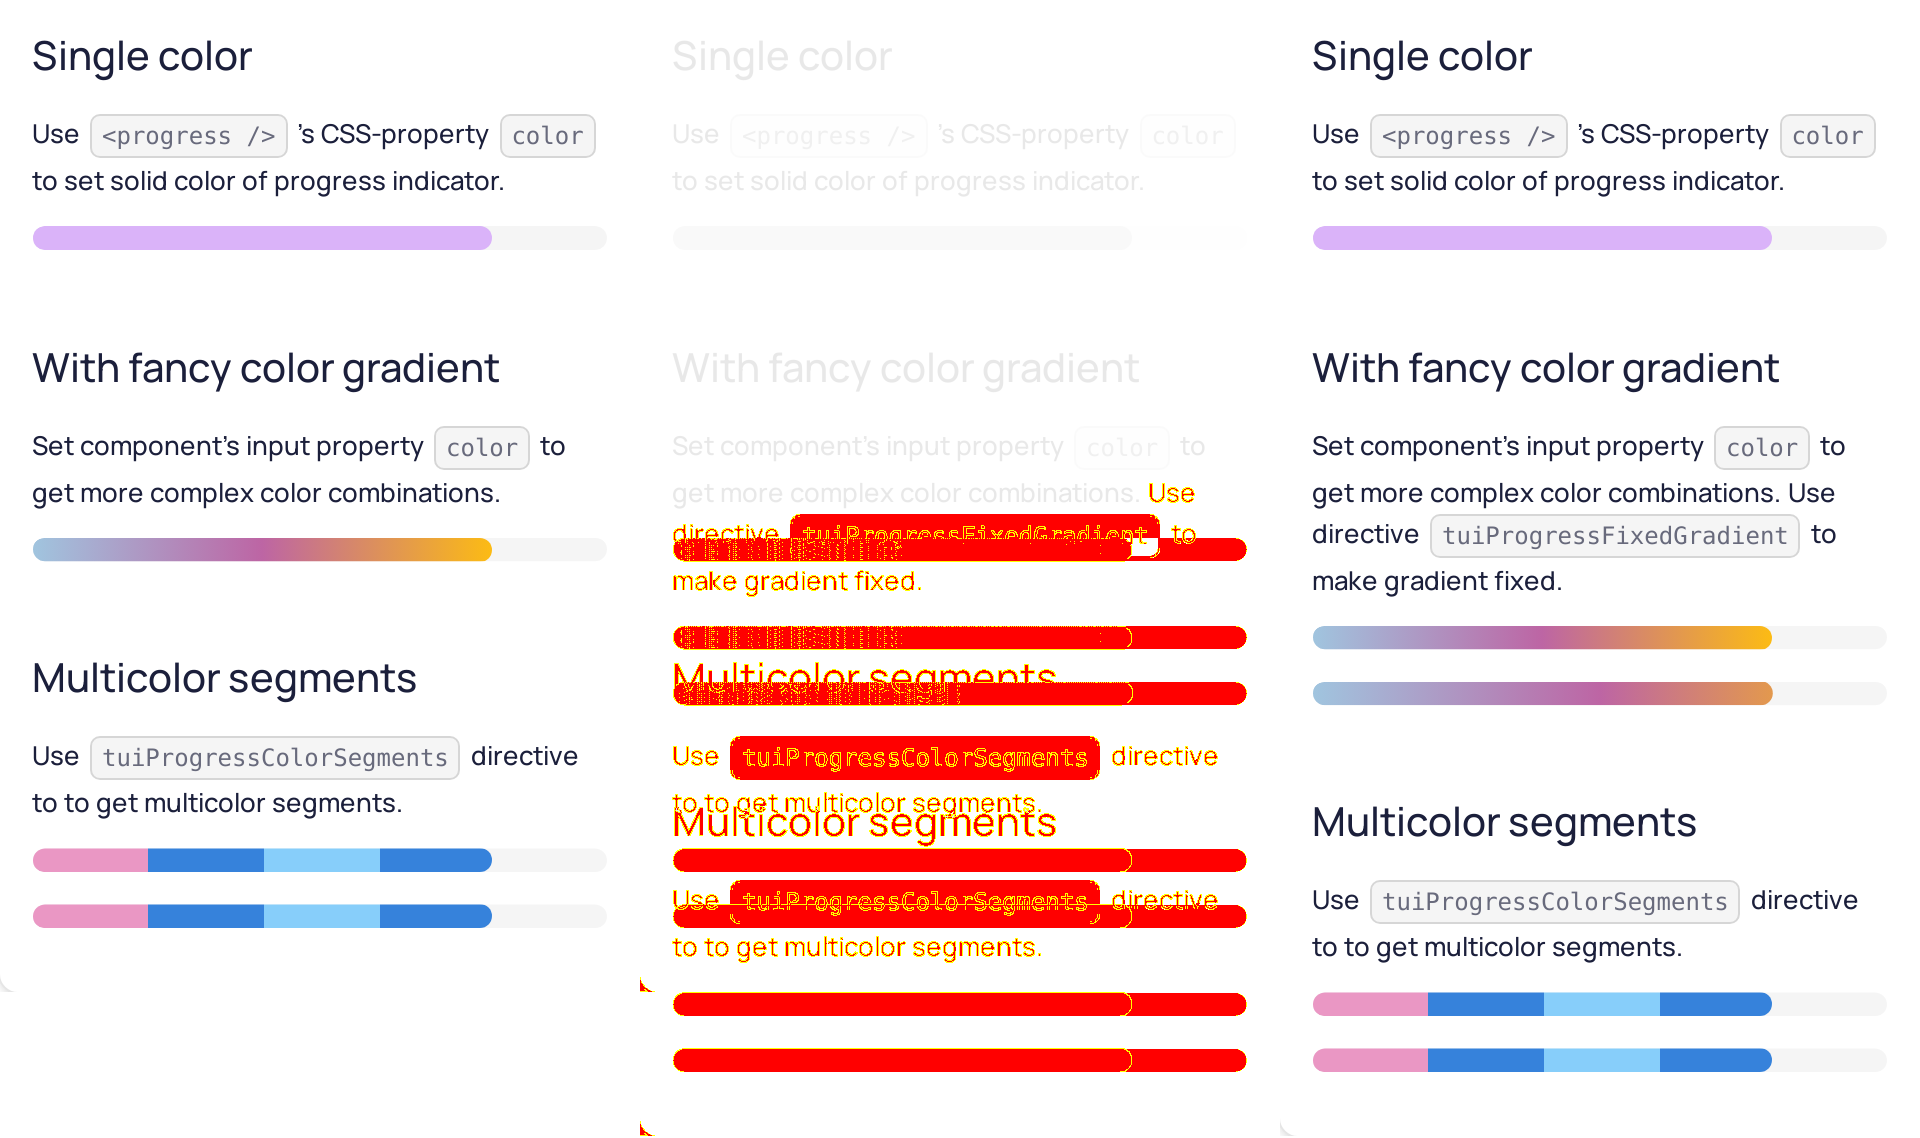 Single color
Use <progress /> ’s CSS-property color
to set solid color of progress indicator.
With fancy color gradient
Set component’s input property color to
get more complex color combinations.
Multicolor segments
Use tuiProgressColorSegments directive
to to get multicolor segments.
Single color
Use <progress /> ’s CSS-property color
to set solid color of progress indicator.
With fancy color gradient
Set component’s input property color to
get more complex color combinations. Use
directive tuiProgressFixedGradient to
make gradient fixed.
Multicolor segments
Use tuiProgressColorSegments directive
to to get multicolor segments.
Multicolor segments
Use tuiProgressColorSegments directive
to to get multicolor segments.
Single color
Use <progress /> ’s CSS-property color
to set solid color of progress indicator.
With fancy color gradient
Set component’s input property color to
get more complex color combinations. Use
directive tuiProgressFixedGradient to
make gradient fixed.
Multicolor segments
Use tuiProgressColorSegments directive
to to get multicolor segments.